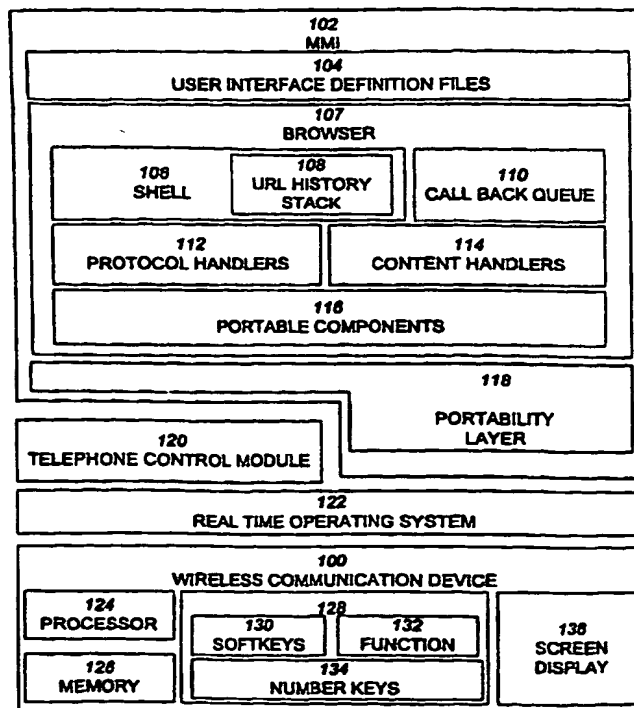 102
MMI
104
USER INTERFACE DEFINITION FILES
107
BROWSER
106
SHELL
108
URL HISTORY
STACK
110
CALL BACK QUEUE
112
PROTOCOL HANDLERS
114
CONTENT HANDLERS
116
PORTABLE COMPONENTS
118
PORTABILITY
LAYER
120
TELEPHONE CONTROL MODULE
122
REAL TIME OPERATING SYSTEM
100
WIRELESS COMMUNICATION DEVICE
124
PROCESSOR
126
MEMORY
128
130
SOFTKEYS
132
FUNCTION
134
NUMBER KEYS
136
SCREEN
DISPLAY